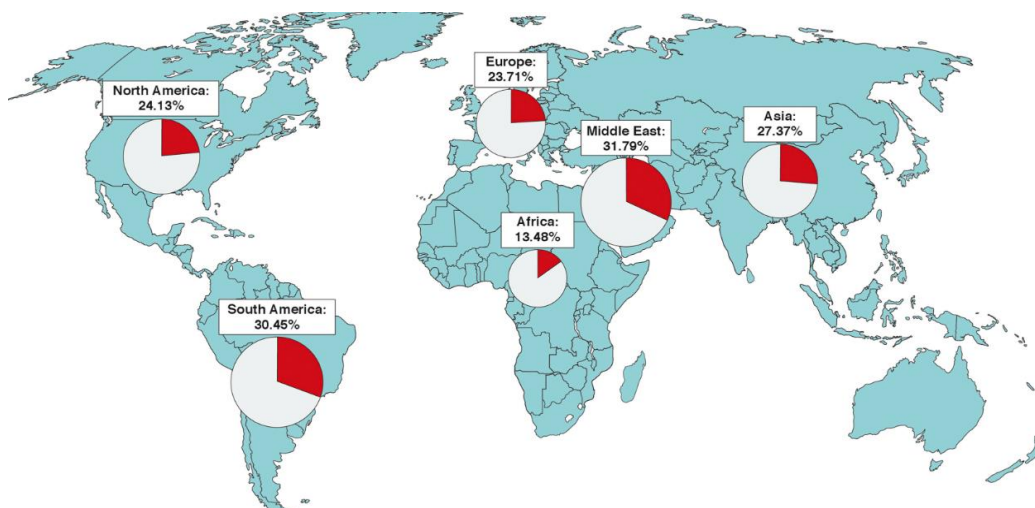 Europe:
23.71%
North America:
24.13%
Middle East:
31.79%
Asia:
27.37%
Africa:
13.48%
South America:
30.45%